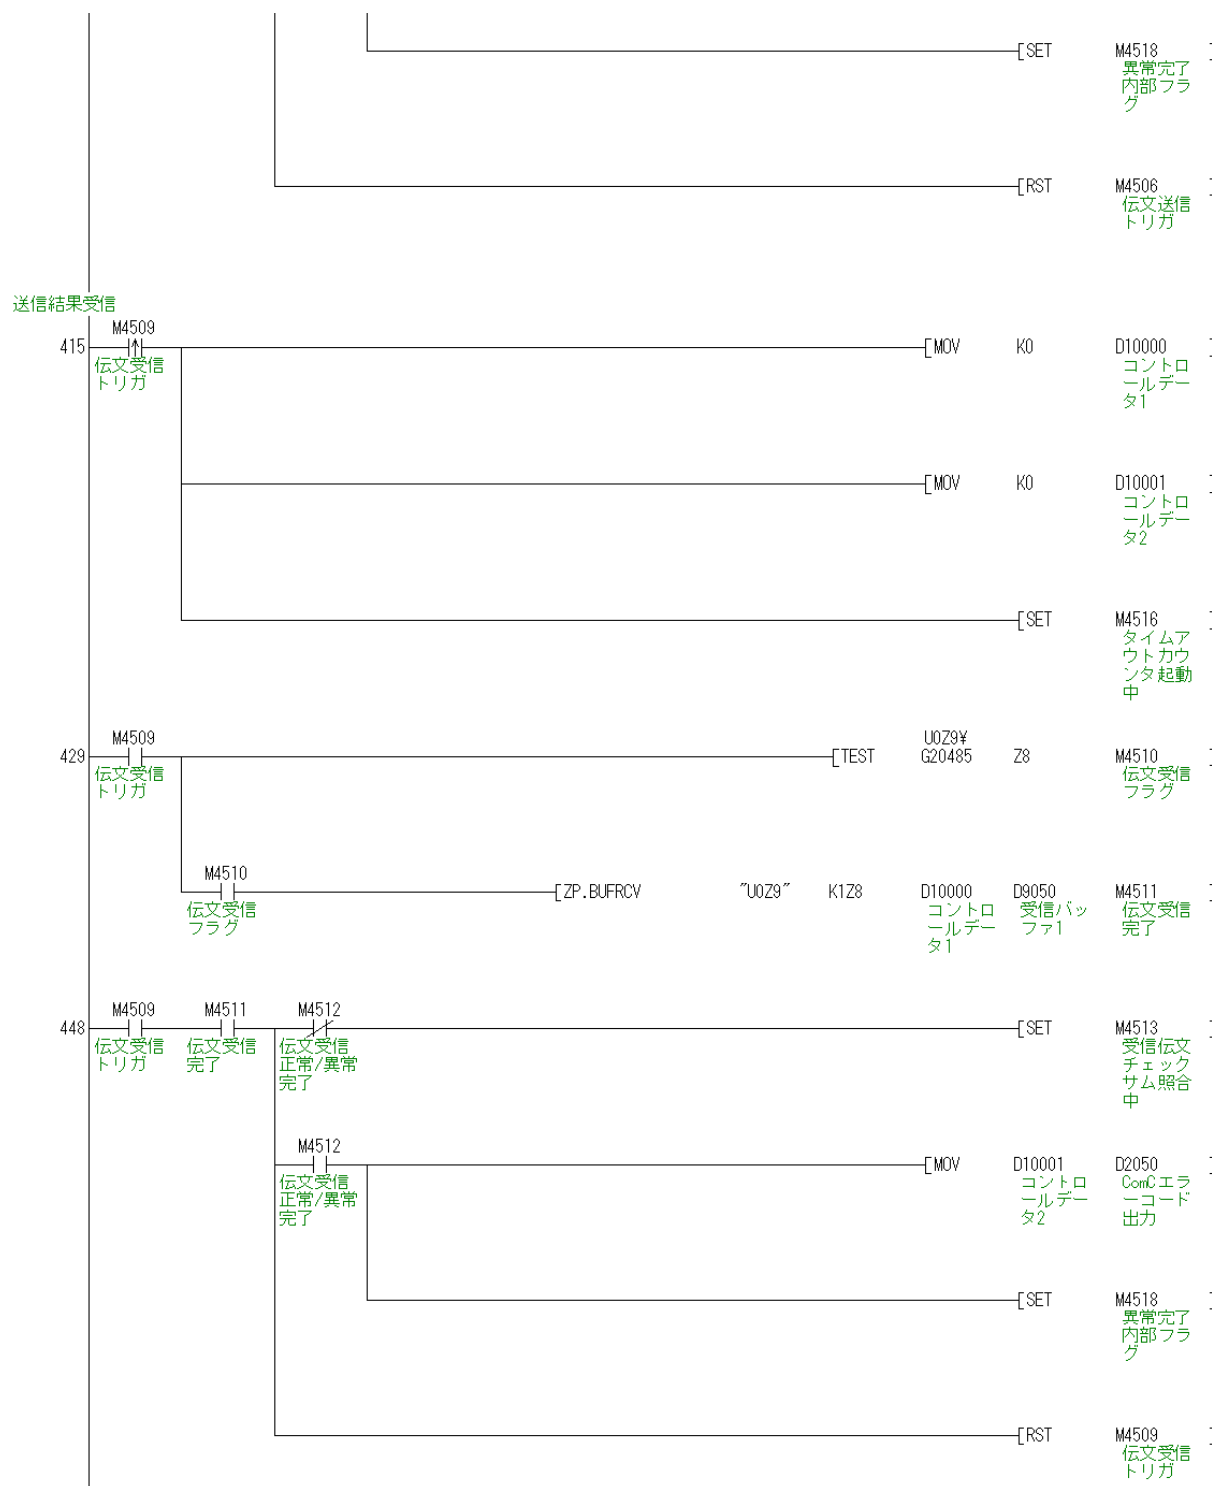 SET M4518
異常完了
内部フラ
グ
RST M4506
伝文送信
トリガ
送信結果受信
M4509
415 MOV K0 D10000
伝文受信 コントロ
トリガ ールデー
タ1
MOV K0 D10001
コントロ
ールデー
タ2
SET M4516
タイムア
ウトカウ
ンタ起動
中
M4509 U0Z9¥
429 TEST G20485 Z8 M4510
伝文受信 伝文受信
トリガ フラグ
M4510
ZP.BUFRCV "U0Z9" K1Z8 D10000 D9050 M4511
伝文受信 コントロ 受信バッ 伝文受信
フラグ ールデー ファ1 完了
タ1
M4509 M4511 M4512
448 SET M4513
伝文受信 伝文受信 伝文受信 受信伝文
トリガ 完了 正常/異常 チェック
完了 サム照合
中
M4512
MOV D10001 D2050
伝文受信 コントロ ComCエラ
正常/異常 ールデー ーコード
完了 タ2 出力
SET M4518
異常完了
内部フラ
グ
RST M4509
伝文受信
トリガ